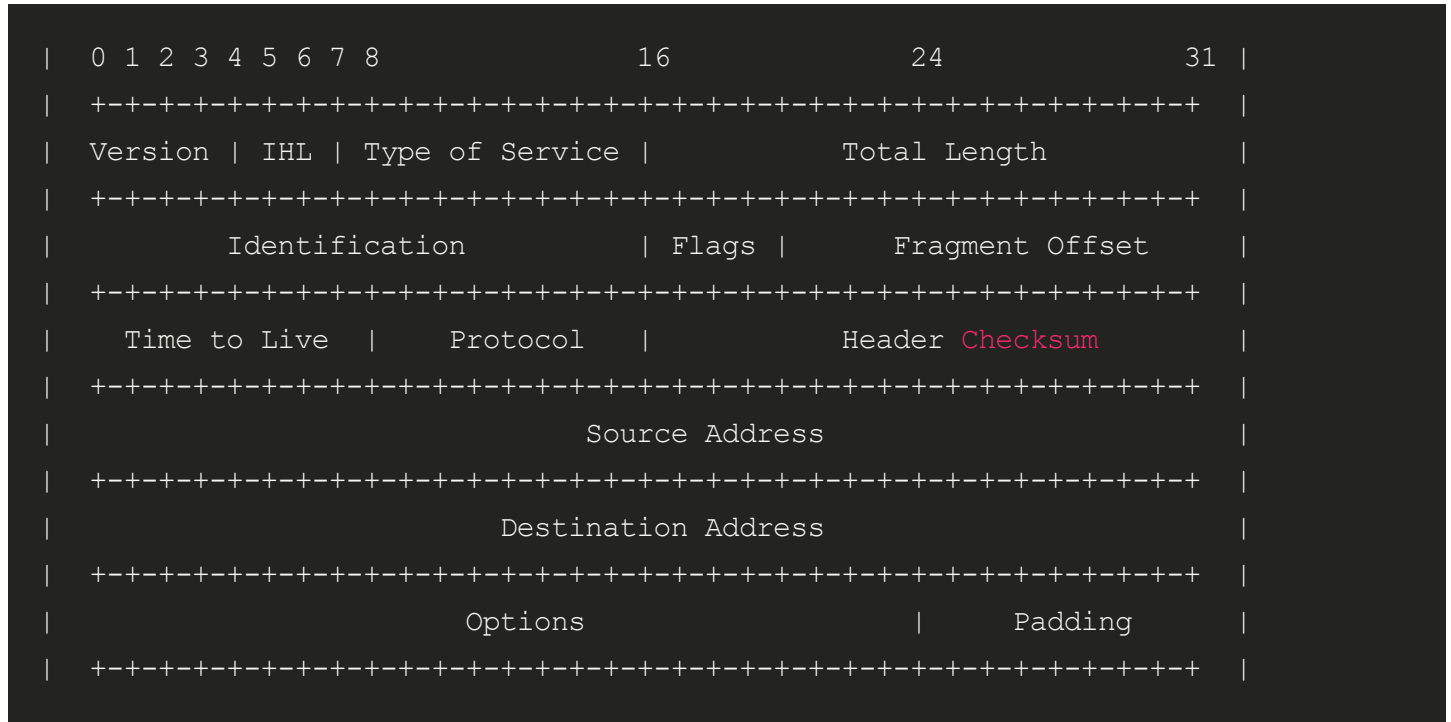 |  0 1 2 3 4 5 6 7 8               16              24              31 |
|  +-+-+-+-+-+-+-+-+-+-+-+-+-+-+-+-+-+-+-+-+-+-+-+-+-+-+-+-+-+-+-+-+  |
|  Version | IHL | Type of Service |           Total Length           |
|  +-+-+-+-+-+-+-+-+-+-+-+-+-+-+-+-+-+-+-+-+-+-+-+-+-+-+-+-+-+-+-+-+  |
|          Identification          | Flags |      Fragment Offset     |
|  +-+-+-+-+-+-+-+-+-+-+-+-+-+-+-+-+-+-+-+-+-+-+-+-+-+-+-+-+-+-+-+-+  |
|    Time to Live  |    Protocol   |           Header Checksum        |
|  +-+-+-+-+-+-+-+-+-+-+-+-+-+-+-+-+-+-+-+-+-+-+-+-+-+-+-+-+-+-+-+-+  |
|                               Source Address                        |
|  +-+-+-+-+-+-+-+-+-+-+-+-+-+-+-+-+-+-+-+-+-+-+-+-+-+-+-+-+-+-+-+-+  |
|                          Destination Address                        |
|  +-+-+-+-+-+-+-+-+-+-+-+-+-+-+-+-+-+-+-+-+-+-+-+-+-+-+-+-+-+-+-+-+  |
|                        Options                   |     Padding      |
|  +-+-+-+-+-+-+-+-+-+-+-+-+-+-+-+-+-+-+-+-+-+-+-+-+-+-+-+-+-+-+-+-+  |